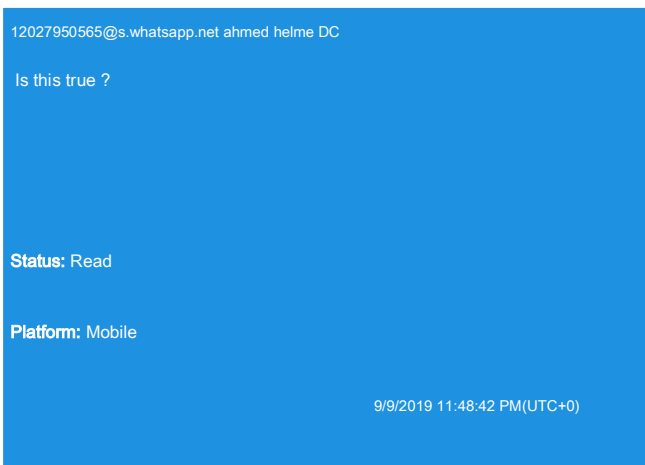 12027950565@s.whatsapp.net ahmed helme DC
Is this true ?
Status: Read
Platform: Mobile
9/9/2019 11:48:42 PM(UTC+0)